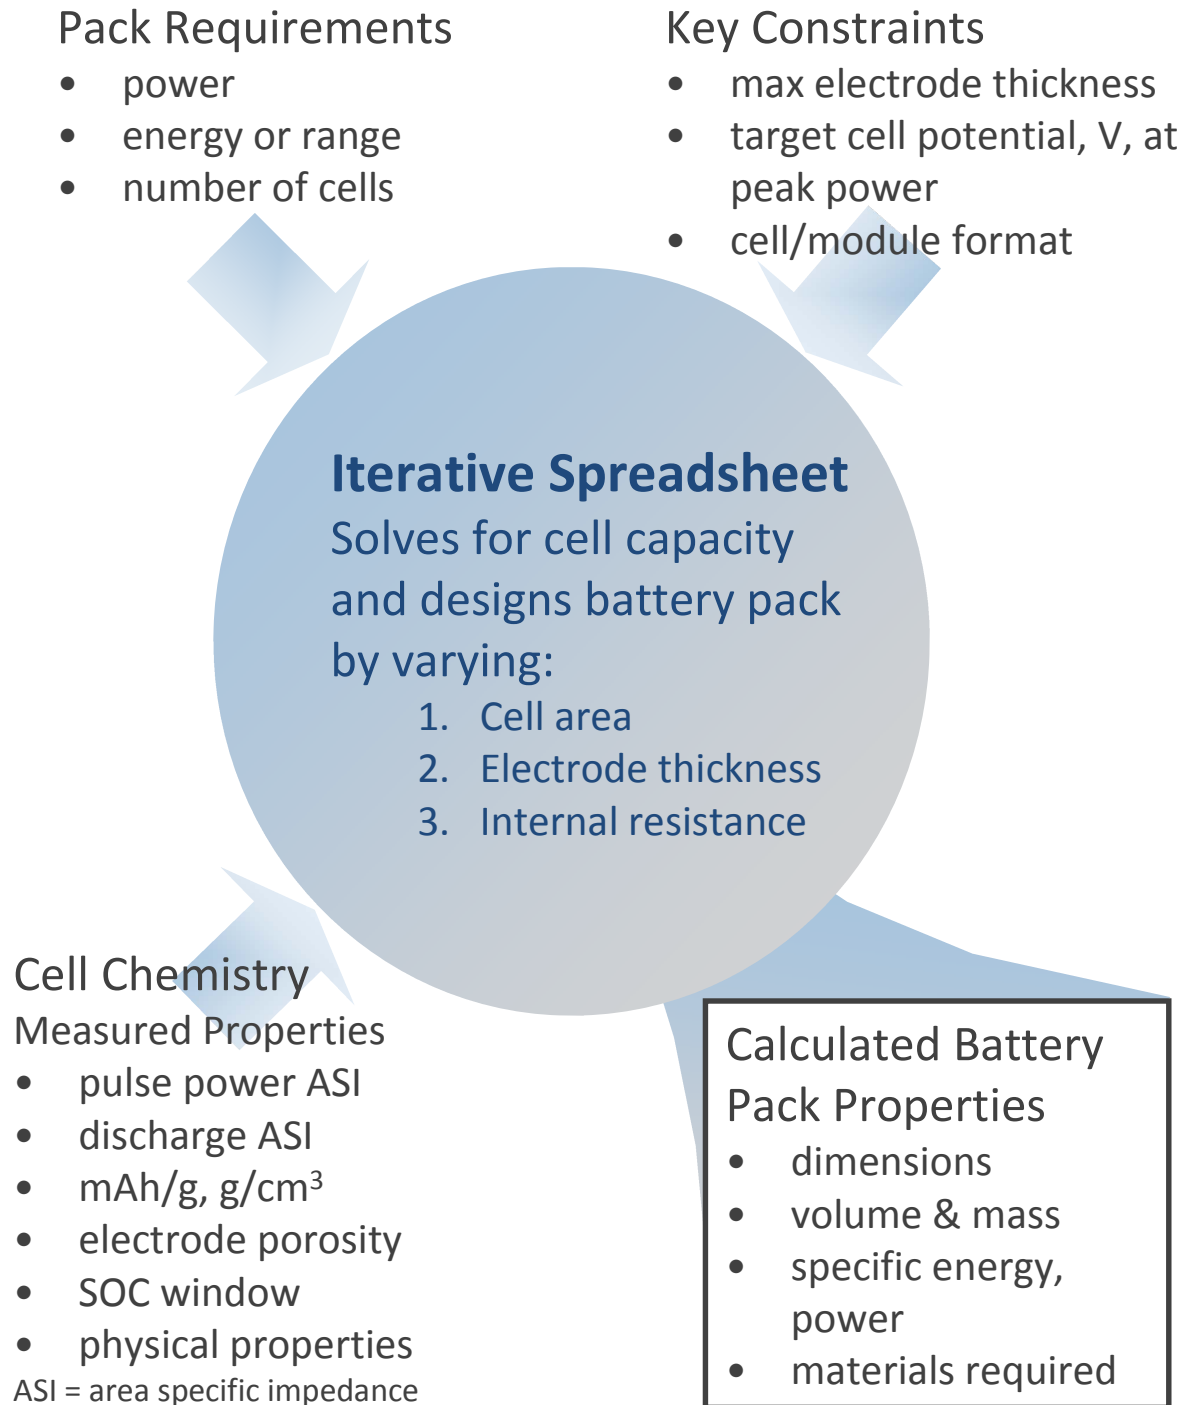 Pack Requirements
• power
• energy or range
• number of cells
Key Constraints
• max electrode thickness
• target cell potential, V, at
peak power
• cell/module format
Iterative Spreadsheet
Solves for cell capacity
and designs battery pack
by varying:
1. Cell area
2. Electrode thickness
3. Internal resistance
Cell Chemistry
Measured Properties
• pulse power ASI
• discharge ASI
• mAh/g, g/cm³
• electrode porosity
• SOC window
• physical properties
ASI = area specific impedance
Calculated Battery
Pack Properties
• dimensions
• volume & mass
• specific energy,
power
• materials required